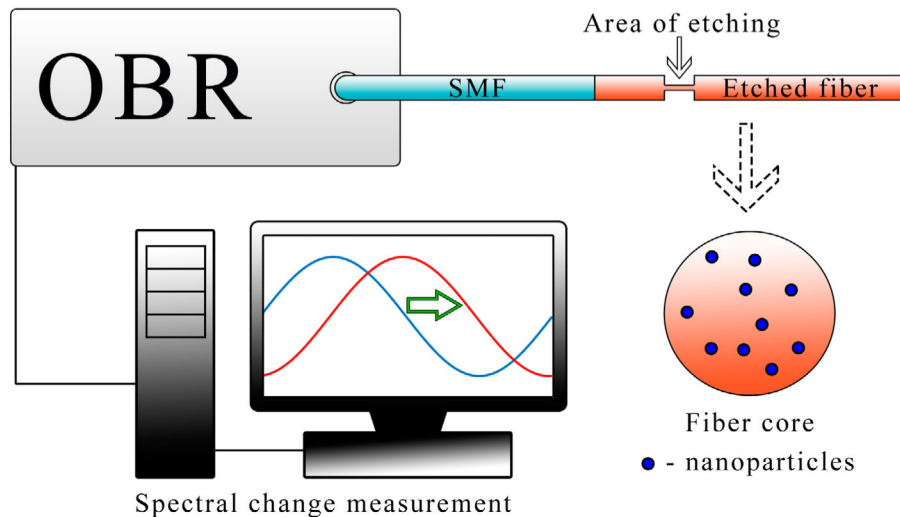 Area of etching
OBR
SMF
Etched fiber
Fiber core
- nanoparticles
Spectral change measurement